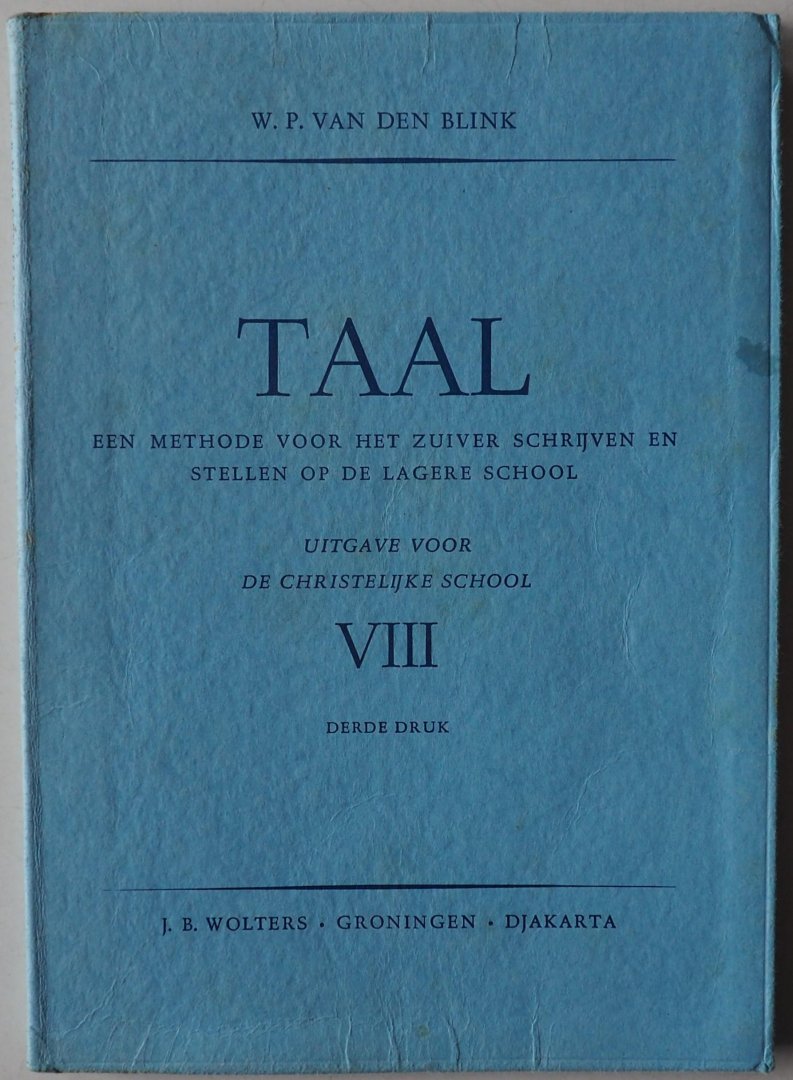 W. P. VAN DEN BLINK
TAAL
EEN METHODE VOOR HET ZUIVER SCHRIJVEN EN
STELLEN OP DE LAGERE SCHOOL
UITGAVE VOOR
DE CHRISTELIJKE SCHOOL
VIII
DERDE DRUK
J. B. WOLTERS · GRONINGEN · DJAKARTA